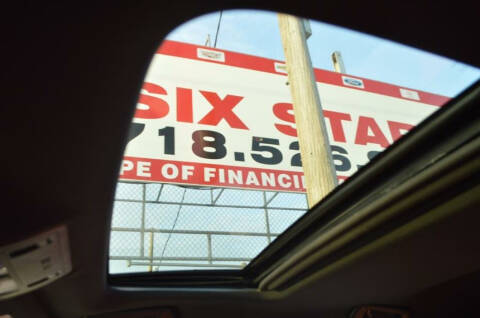 SIX STAR
718.526
PE OF FINANCI